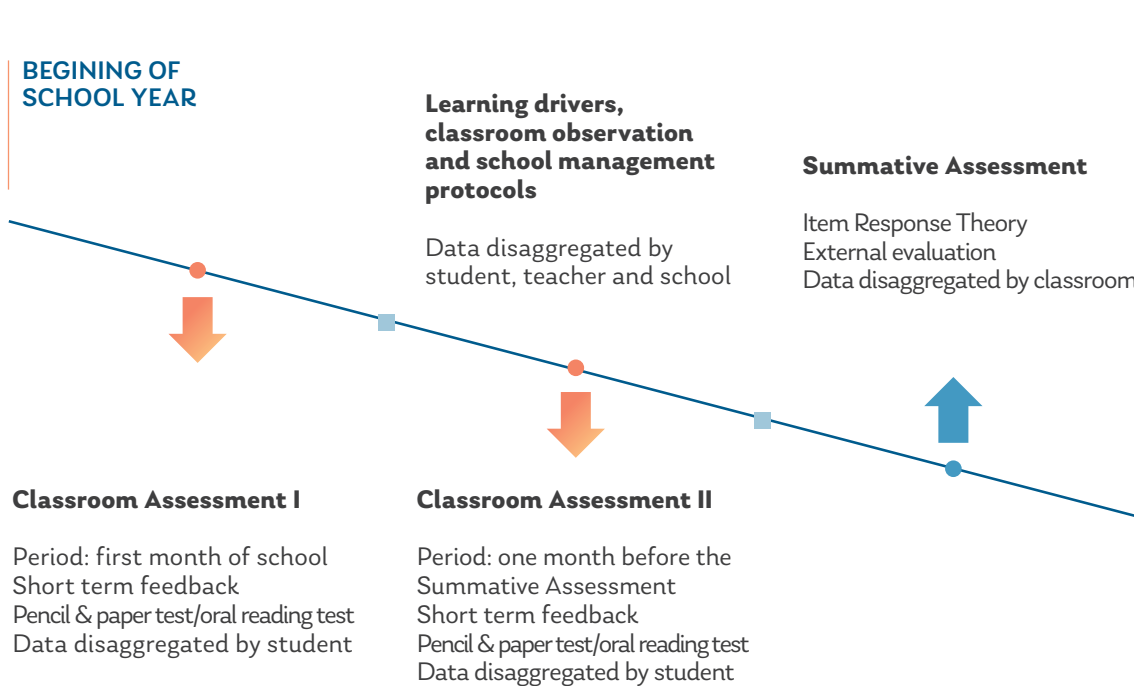 BEGINING OF
SCHOOL YEAR
Learning drivers,
classroom observation
and school management
protocols
Data disaggregated by
student, teacher and school
Summative Assessment
Item Response Theory
External evaluation
Data disaggregated by classroom
Classroom Assessment I
Period: first month of school
Short term feedback
Pencil & paper test/oral reading test
Data disaggregated by student
Classroom Assessment II
Period: one month before the
Summative Assessment
Short term feedback
Pencil & paper test/oral reading test
Data disaggregated by student